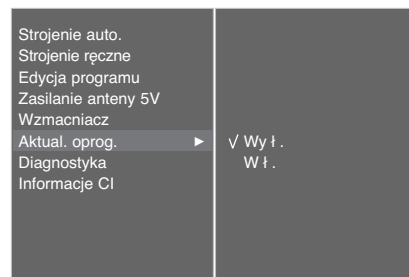 Strojenie auto.
Strojenie ręczne
Edycja programu
Zasilanie anteny 5V
Wzmacniacz
Aktual. oprog. ►
Diagnostyka
Informacje CI
√ Wy ł .
W ł .